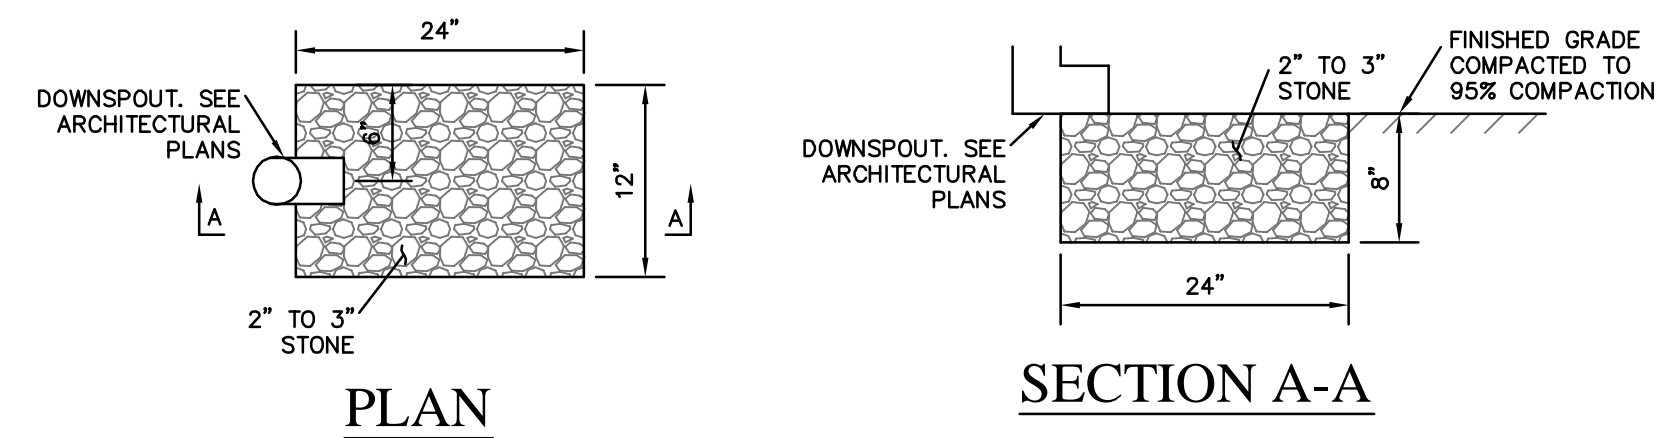 24”
DOWNSPOUT. SEE
ARCHITECTURAL
PLANS
6”
12”
A
A
2” TO 3”
STONE
PLAN
FINISHED GRADE
COMPACTED TO
95% COMPACTION
2” TO 3”
STONE
DOWNSPOUT. SEE
ARCHITECTURAL
PLANS
8”
24”
SECTION A-A